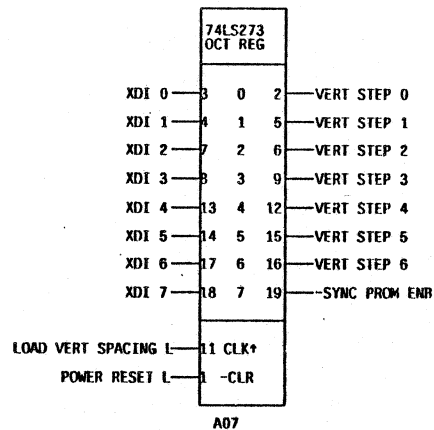 74LS273
OCT REG
XDI 0 3 0 2 VERT STEP 0
XDI 1 4 1 5 VERT STEP 1
XDI 2 7 2 6 VERT STEP 2
XDI 3 8 3 9 VERT STEP 3
XDI 4 13 4 12 VERT STEP 4
XDI 5 14 5 15 VERT STEP 5
XDI 6 17 6 16 VERT STEP 6
XDI 7 18 7 19 -SYNC PROM ENB
LOAD VERT SPACING L 11 CLK↑
POWER RESET L 1 -CLR
A07